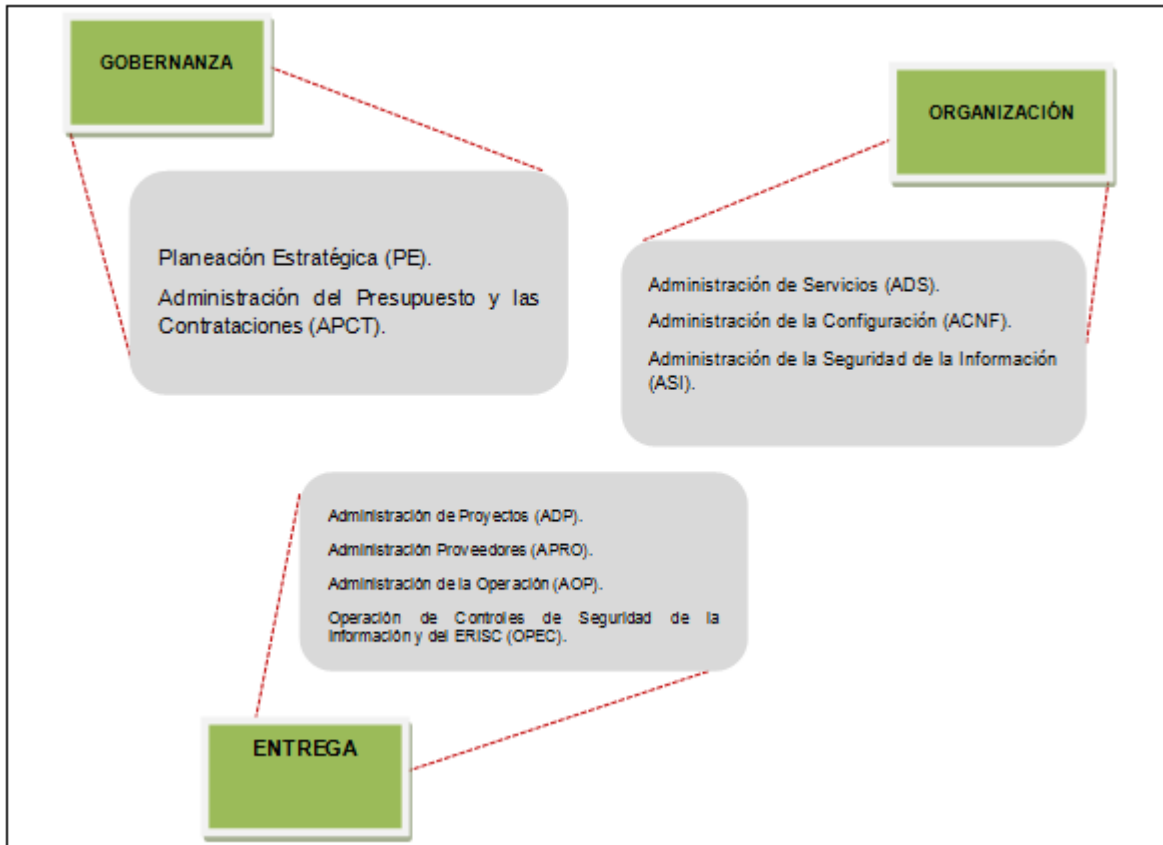 GOBERNANZA
Planeación Estratégica (PE).
Administración del Presupuesto y las
Contrataciones (APCT).
ORGANIZACIÓN
Administración de Servicios (ADS).
Administración de la Configuración (ACNF).
Administración de la Seguridad de la Información
(ASI).
Administración de Proyectos (ADP).
Administración Proveedores (APRO).
Administración de la Operación (AOP).
Operación de Controles de Seguridad de la
Información y del ERISC (OPEC).
ENTREGA